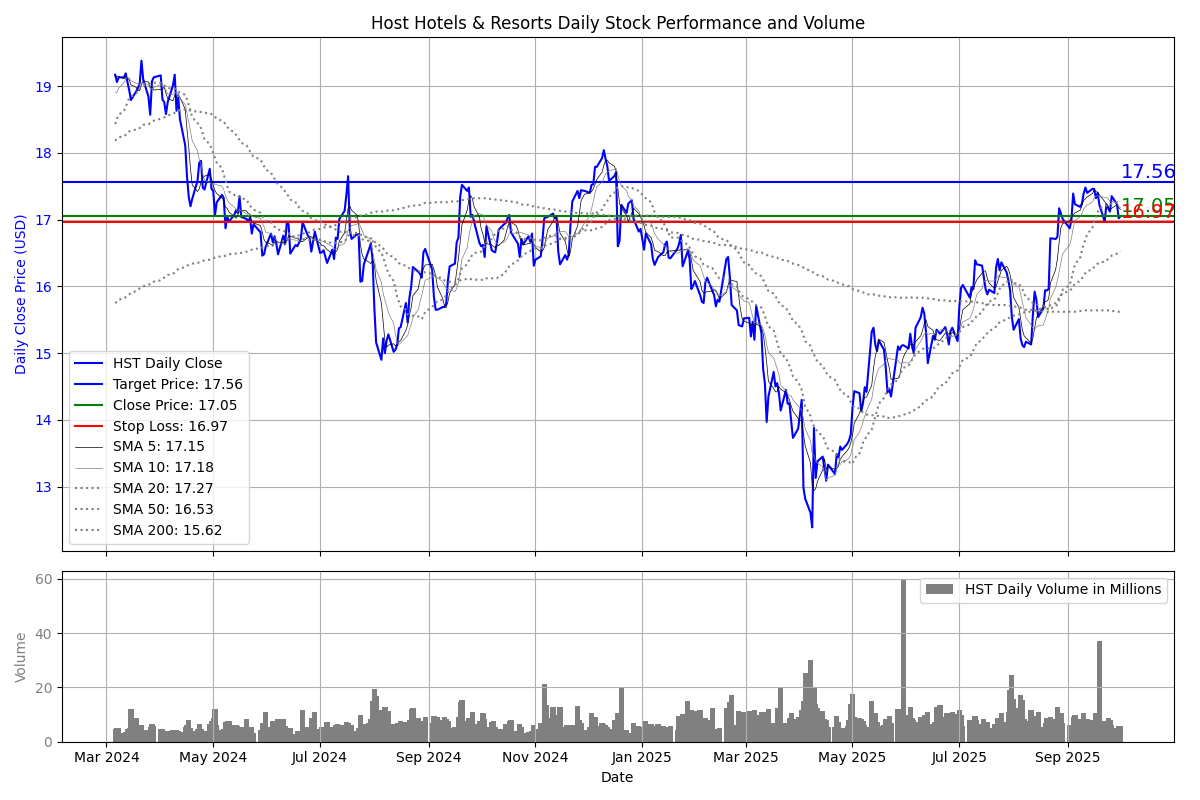 Host Hotels & Resorts Daily Stock Performance and Volume
Daily Close Price (USD)
19
18
17
16
15
14
13
17.56
17.05
16.97
HST Daily Close
Target Price: 17.56
Close Price: 17.05
Stop Loss: 16.97
SMA 5: 17.15
SMA 10: 17.18
SMA 20: 17.27
SMA 50: 16.53
SMA 200: 15.62
Volume
60
40
20
0
HST Daily Volume in Millions
Mar 2024 May 2024 Jul 2024 Sep 2024 Nov 2024 Jan 2025 Mar 2025 May 2025 Jul 2025 Sep 2025
Date